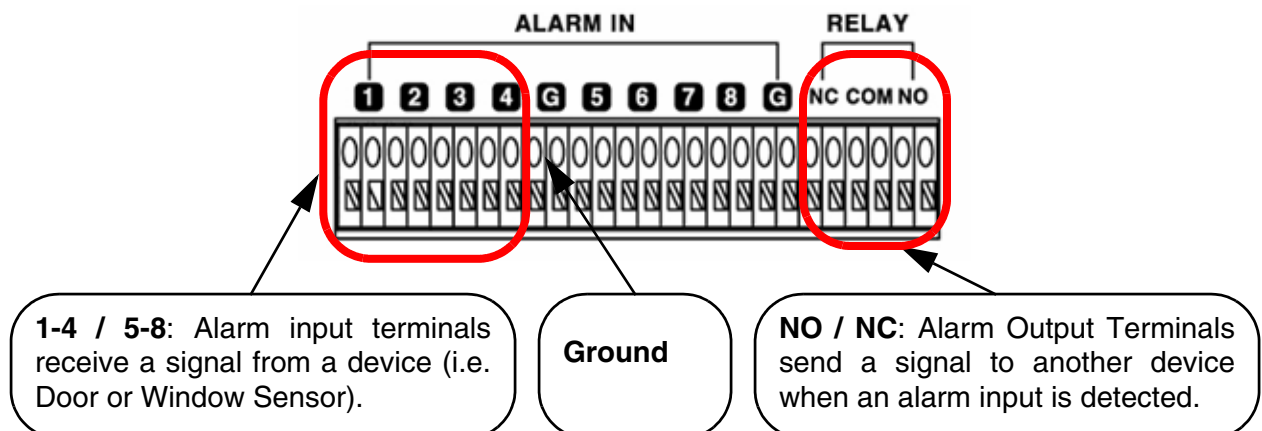 ALARM IN RELAY
1 2 3 4 G 5 6 7 8 G NC COM NO
1-4 / 5-8: Alarm input terminals
receive a signal from a device (i.e.
Door or Window Sensor).
Ground
NO / NC: Alarm Output Terminals
send a signal to another device
when an alarm input is detected.